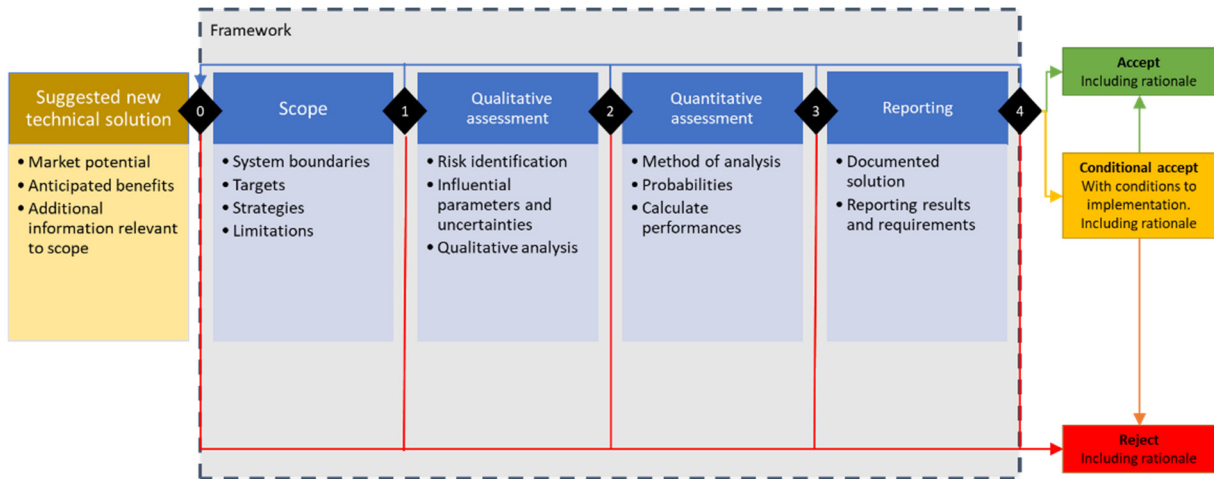 Framework
Suggested new
technical solution
• Market potential
• Anticipated benefits
• Additional
information relevant
to scope
0
Scope
• System boundaries
• Targets
• Strategies
• Limitations
1
Qualitative
assessment
• Risk identification
• Influential
parameters and
uncertainties
• Qualitative analysis
2
Quantitative
assessment
• Method of analysis
• Probabilities
• Calculate
performances
3
Reporting
• Documented
solution
• Reporting results
and requirements
4
Accept
Including rationale
Conditional accept
With conditions to
implementation.
Including rationale
Reject
Including rationale